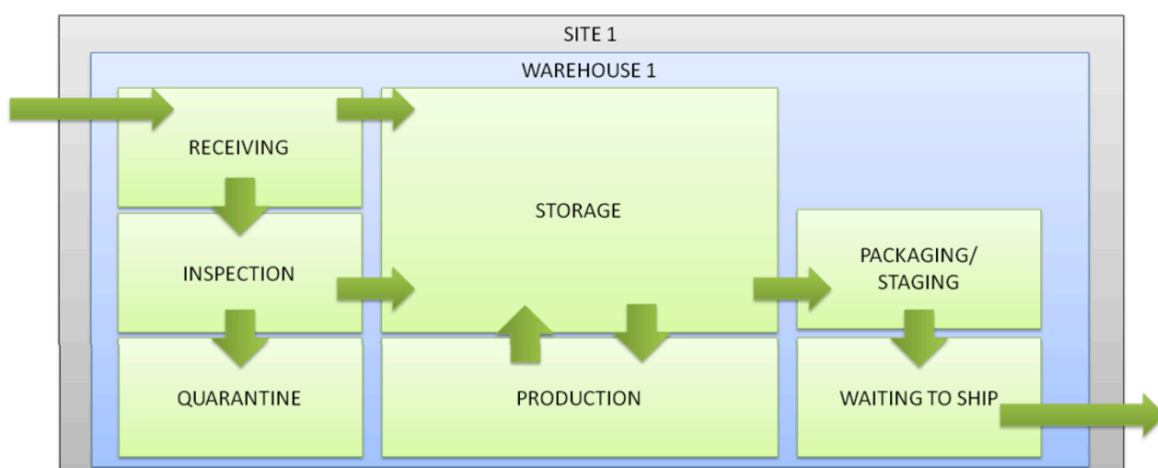 SITE 1
WAREHOUSE 1
RECEIVING
STORAGE
INSPECTION
PACKAGING/
STAGING
QUARANTINE
PRODUCTION
WAITING TO SHIP